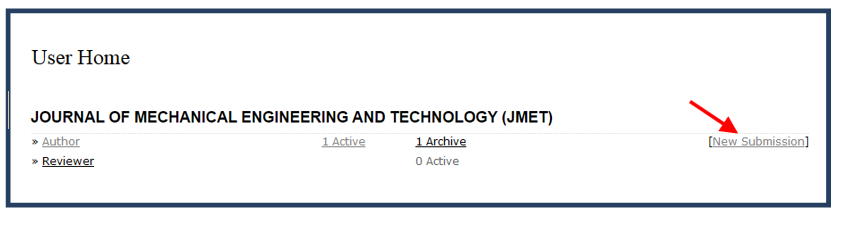 User Home
JOURNAL OF MECHANICAL ENGINEERING AND TECHNOLOGY (JMET)
» Author 1 Active 1 Archive [New Submission]
» Reviewer 0 Active